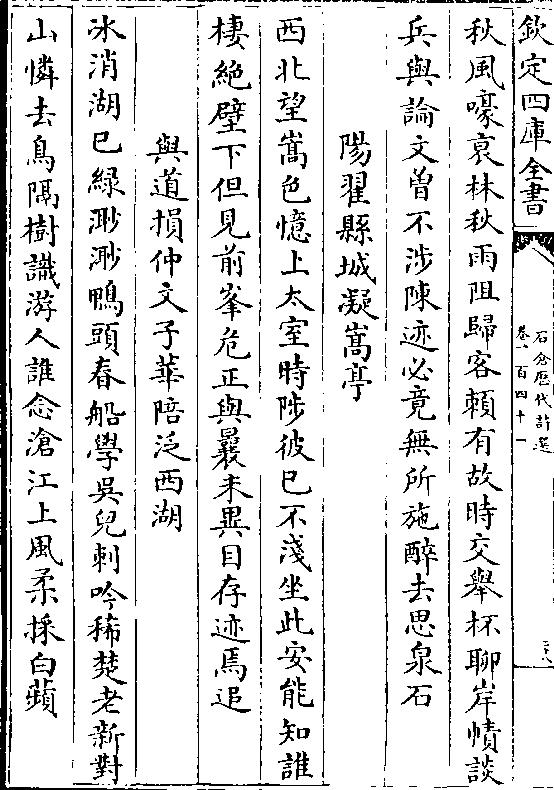 欽定四庫全書
石倉歴代詩選
卷一百四十一
三十八
秋風嚎哀林秋雨阻歸客頼有故時交舉杯聊岸幘談
兵與論文曽不涉陳迹必竟無所施醉去思泉石
陽翟縣城凝嵩亭
西北望嵩色憶上太室時陟彼已不淺坐此安能知誰
棲絶壁下但見前峯危正與曩未異目存迹焉追
與道損仲文子華陪泛西湖
冰消湖已緑渺渺鴨頭春船學吳兒刺吟稀楚老新對
山憐去鳥隔樹識游人誰念滄江上風柔採白蘋